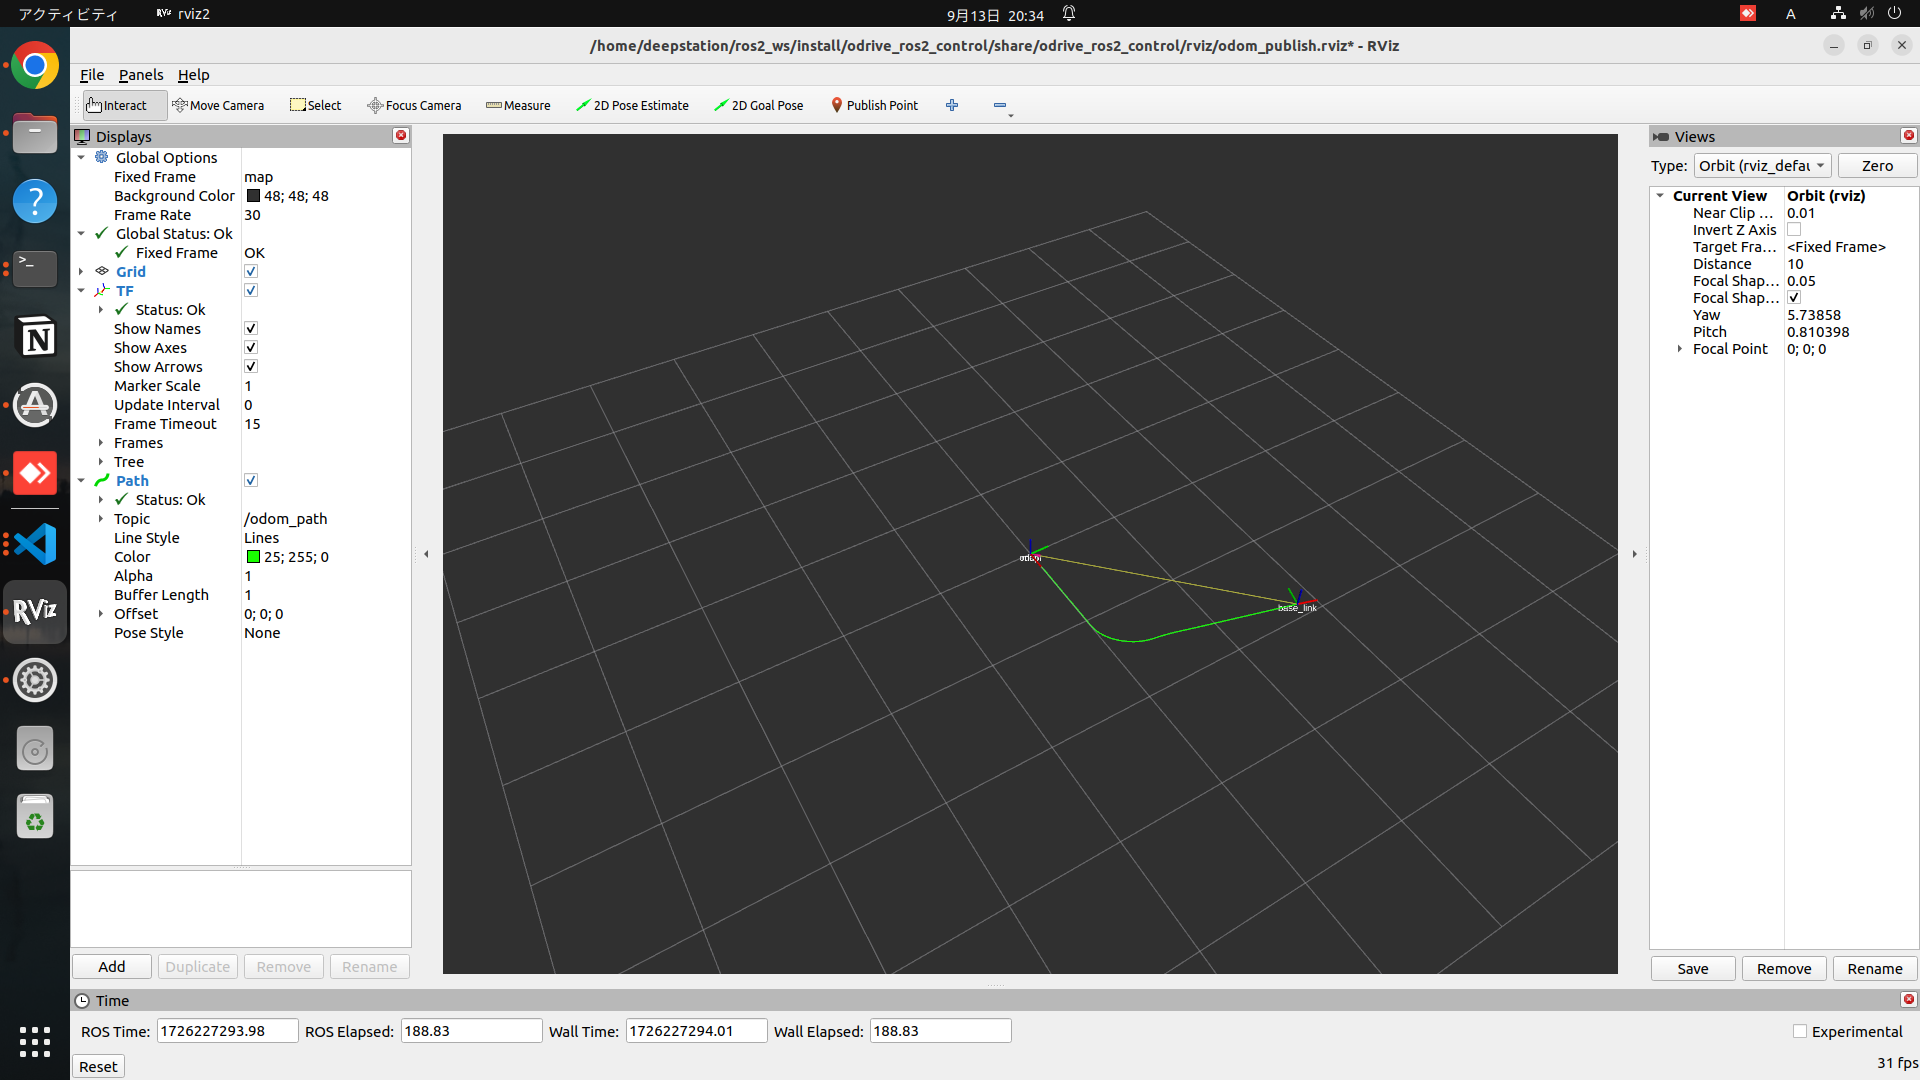 アクティビティ RViz rviz2 9月13日 20:34 A
/home/deepstation/ros2_ws/install/odrive_ros2_control/share/odrive_ros2_control/rviz/odom_publish.rviz* - RViz
File Panels Help
Interact Move Camera Select Focus Camera Measure 2D Pose Estimate 2D Goal Pose Publish Point
Displays
Global Options
Fixed Frame map
Background Color 48; 48; 48
Frame Rate 30
Global Status: Ok
Fixed Frame OK
Grid
TF
Status: Ok
Show Names
Show Axes
Show Arrows
Marker Scale 1
Update Interval 0
Frame Timeout 15
Frames
Tree
Path
Status: Ok
Topic /odom_path
Line Style Lines
Color 25; 255; 0
Alpha 1
Buffer Length 1
Offset 0; 0; 0
Pose Style None
Add Duplicate Remove Rename
odom
base_link
Views
Type: Orbit (rviz_defau Zero
Current View Orbit (rviz)
Near Clip ... 0.01
Invert Z Axis
Target Fra... <Fixed Frame>
Distance 10
Focal Shap... 0.05
Focal Shap...
Yaw 5.73858
Pitch 0.810398
Focal Point 0; 0; 0
Save Remove Rename
Time
ROS Time: 1726227293.98 ROS Elapsed: 188.83 Wall Time: 1726227294.01 Wall Elapsed: 188.83 Experimental
Reset 31 fps
RViz